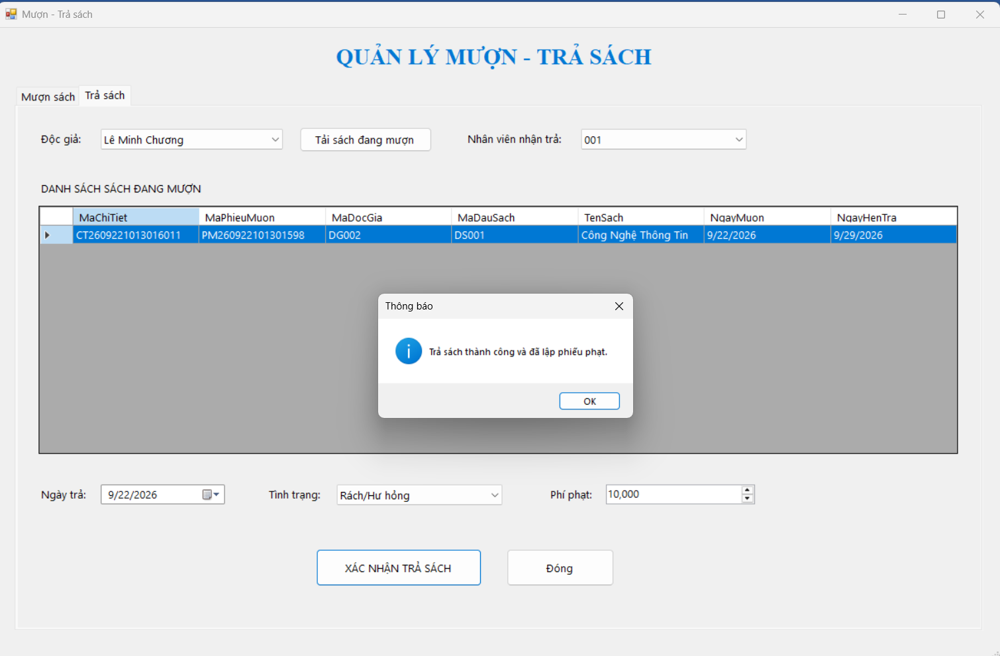 Mượn - Trả sách
QUẢN LÝ MƯỢN - TRẢ SÁCH
Mượn sách Trả sách
Độc giả: Lê Minh Chương Tải sách đang mượn Nhân viên nhận trả: 001
DANH SÁCH SÁCH ĐANG MƯỢN
MaChiTiet MaPhieuMuon MaDocGia MaDauSach TenSach NgayMuon NgayHenTra
CT2609221013016011 PM260922101301598 DG002 DS001 Công Nghệ Thông Tin 9/22/2026 9/29/2026
Thông báo
Trả sách thành công và đã lập phiếu phạt.
OK
Ngày trả: 9/22/2026 Tình trạng: Rách/Hư hỏng Phí phạt: 10,000
XÁC NHẬN TRẢ SÁCH Đóng